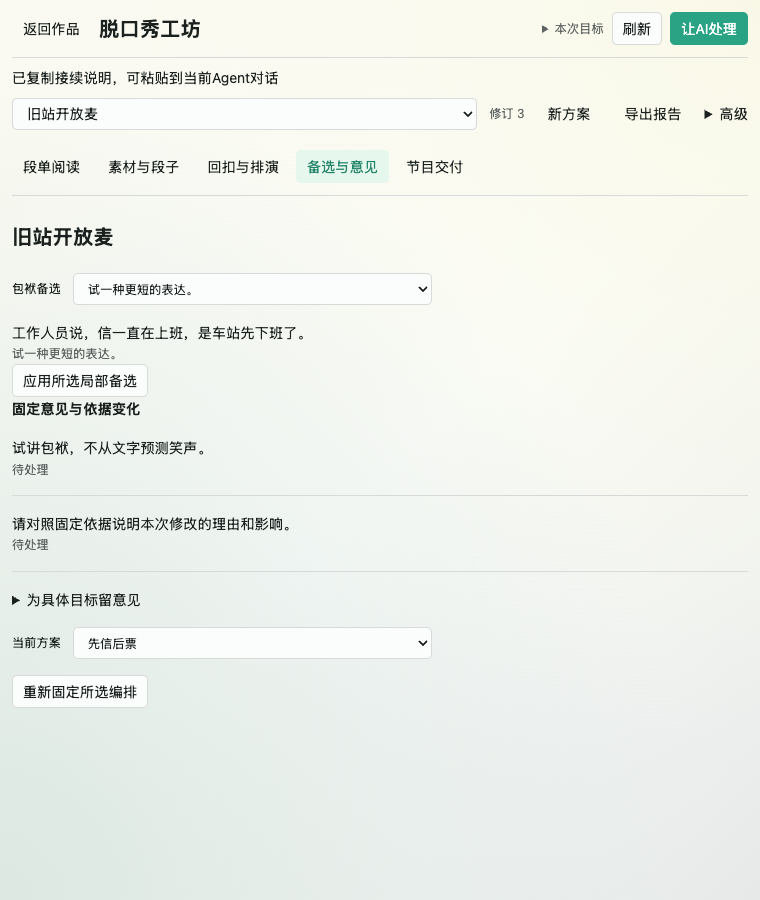 返回作品 脱口秀工坊 ▶ 本次目标 刷新 让AI处理
已复制接续说明，可粘贴到当前Agent对话
旧站开放麦 修订 3 新方案 导出报告 ▶ 高级
段单阅读 素材与段子 回扣与排演 备选与意见 节目交付
旧站开放麦
包袱备选 试一种更短的表达。
工作人员说，信一直在上班，是车站先下班了。
试一种更短的表达。
应用所选局部备选
固定意见与依据变化
试讲包袱，不从文字预测笑声。
待处理
请对照固定依据说明本次修改的理由和影响。
待处理
▶ 为具体目标留意见
当前方案 先信后票
重新固定所选编排